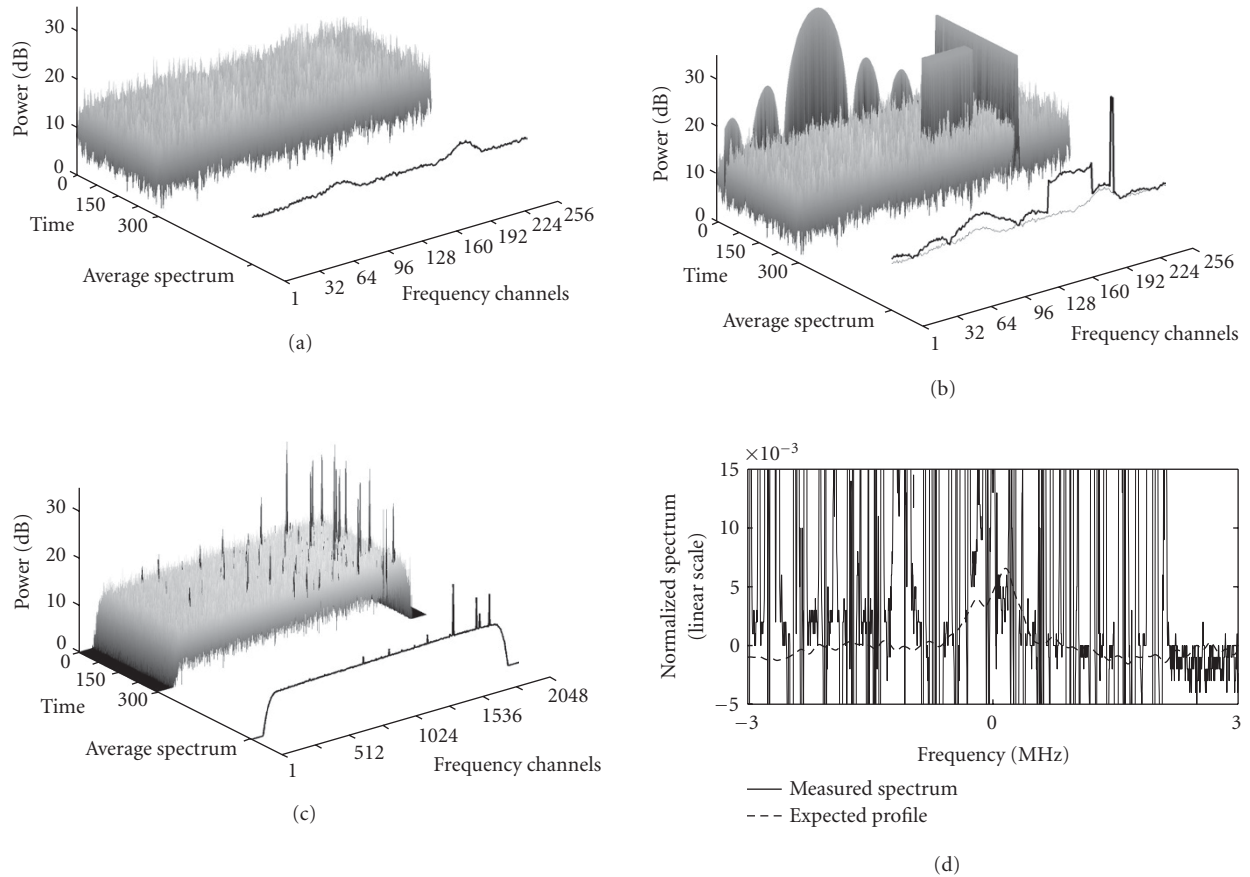 Power (dB)
30
20
10
0
0
150
300
Time
Average spectrum
1
32
64
96
128
160
192
224
256
Frequency channels
(a)
Power (dB)
30
20
10
0
0
150
300
Time
Average spectrum
1
32
64
96
128
160
192
224
256
Frequency channels
(b)
Power (dB)
30
20
10
0
0
150
300
Time
Average spectrum
1
512
1024
1536
2048
Frequency channels
(c)
×10−3
Normalized spectrum
(linear scale)
15
10
5
0
−5
−3
0
3
Frequency (MHz)
Measured spectrum
Expected profile
(d)